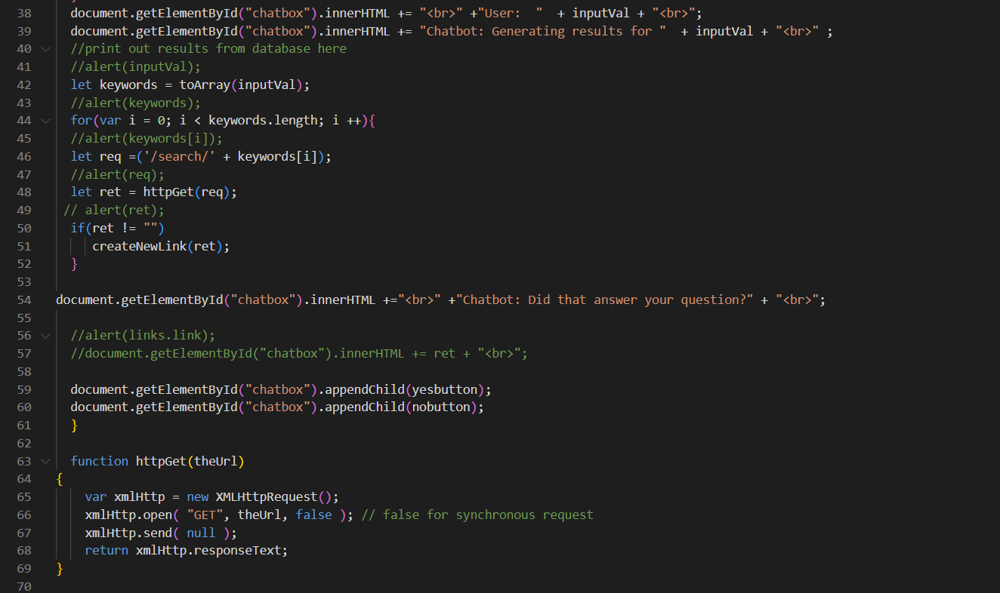 38 document.getElementById("chatbox").innerHTML += "<br>" +"User:  "  + inputVal + "<br>";
39 document.getElementById("chatbox").innerHTML += "Chatbot: Generating results for "  + inputVal + "<br>" ;
40 //print out results from database here
41 //alert(inputVal);
42 let keywords = toArray(inputVal);
43 //alert(keywords);
44 for(var i = 0; i < keywords.length; i ++){
45 //alert(keywords[i]);
46 let req =('/search/' + keywords[i]);
47 //alert(req);
48 let ret = httpGet(req);
49 // alert(ret);
50 if(ret != "")
51 createNewLink(ret);
52 }
53
54 document.getElementById("chatbox").innerHTML +="<br>" +"Chatbot: Did that answer your question?" + "<br>";
55
56 //alert(links.link);
57 //document.getElementById("chatbox").innerHTML += ret + "<br>";
58
59 document.getElementById("chatbox").appendChild(yesbutton);
60 document.getElementById("chatbox").appendChild(nobutton);
61 }
62
63 function httpGet(theUrl)
64 {
65 var xmlHttp = new XMLHttpRequest();
66 xmlHttp.open( "GET", theUrl, false ); // false for synchronous request
67 xmlHttp.send( null );
68 return xmlHttp.responseText;
69 }
70